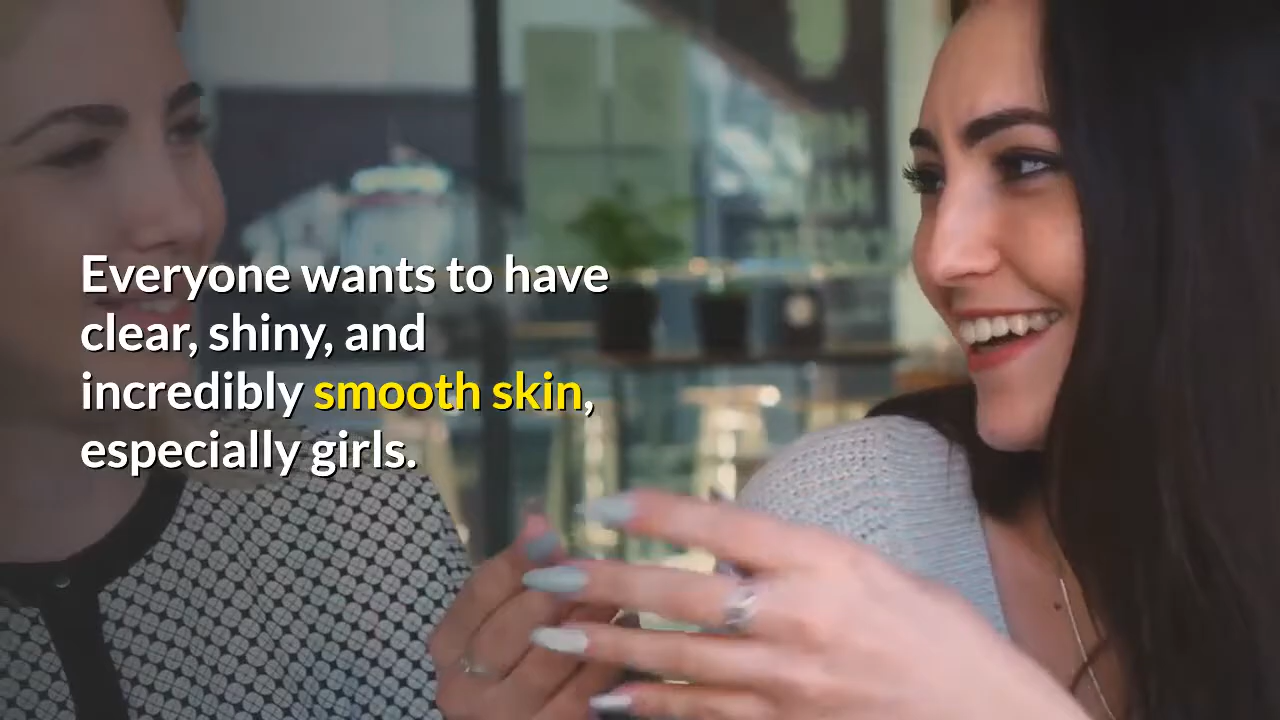 Everyone wants to have
clear, shiny, and
incredibly smooth skin,
especially girls.